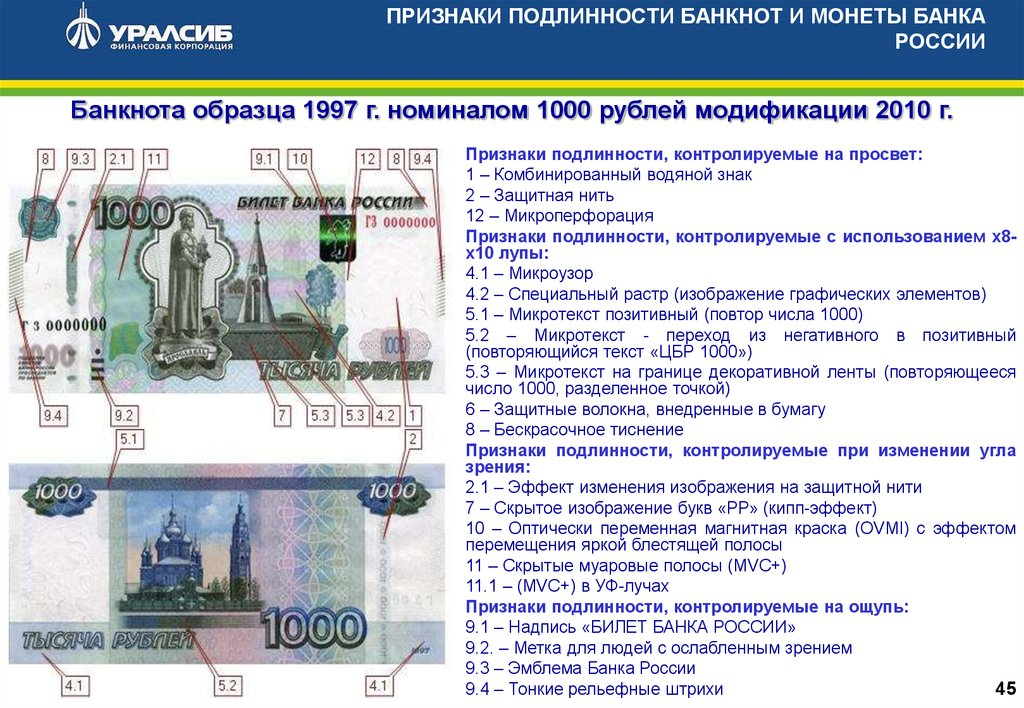 УРАЛСИБ
ФИНАНСОВАЯ КОРПОРАЦИЯ
ПРИЗНАКИ ПОДЛИННОСТИ БАНКНОТ И МОНЕТЫ БАНКА
РОССИИ
Банкнота образца 1997 г. номиналом 1000 рублей модификации 2010 г.
8 9.3 2.1 11 9.1 10 12 8 9.4
1000
БИЛЕТ БАНКА РОССИИ
ГЗ 0000000
ГЗ 0000000
ЯРОСЛАВЛЬ
1000
ТЫСЯЧА РУБЛЕЙ
9.4 9.2 7 5.3 5.3 4.2 1
5.1 2
1000 1000
1000
ТЫСЯЧА РУБЛЕЙ
1997
4.1 5.2 4.1
Признаки подлинности, контролируемые на просвет:
1 – Комбинированный водяной знак
2 – Защитная нить
12 – Микроперфорация
Признаки подлинности, контролируемые с использованием х8-
х10 лупы:
4.1 – Микроузор
4.2 – Специальный растр (изображение графических элементов)
5.1 – Микротекст позитивный (повтор числа 1000)
5.2 – Микротекст - переход из негативного в позитивный
(повторяющийся текст «ЦБР 1000»)
5.3 – Микротекст на границе декоративной ленты (повторяющееся
число 1000, разделенное точкой)
6 – Защитные волокна, внедренные в бумагу
8 – Бескрасочное тиснение
Признаки подлинности, контролируемые при изменении угла
зрения:
2.1 – Эффект изменения изображения на защитной нити
7 – Скрытое изображение букв «РР» (кипп-эффект)
10 – Оптически переменная магнитная краска (OVMI) с эффектом
перемещения яркой блестящей полосы
11 – Скрытые муаровые полосы (MVC+)
11.1 – (MVC+) в УФ-лучах
Признаки подлинности, контролируемые на ощупь:
9.1 – Надпись «БИЛЕТ БАНКА РОССИИ»
9.2. – Метка для людей с ослабленным зрением
9.3 – Эмблема Банка России
9.4 – Тонкие рельефные штрихи
45